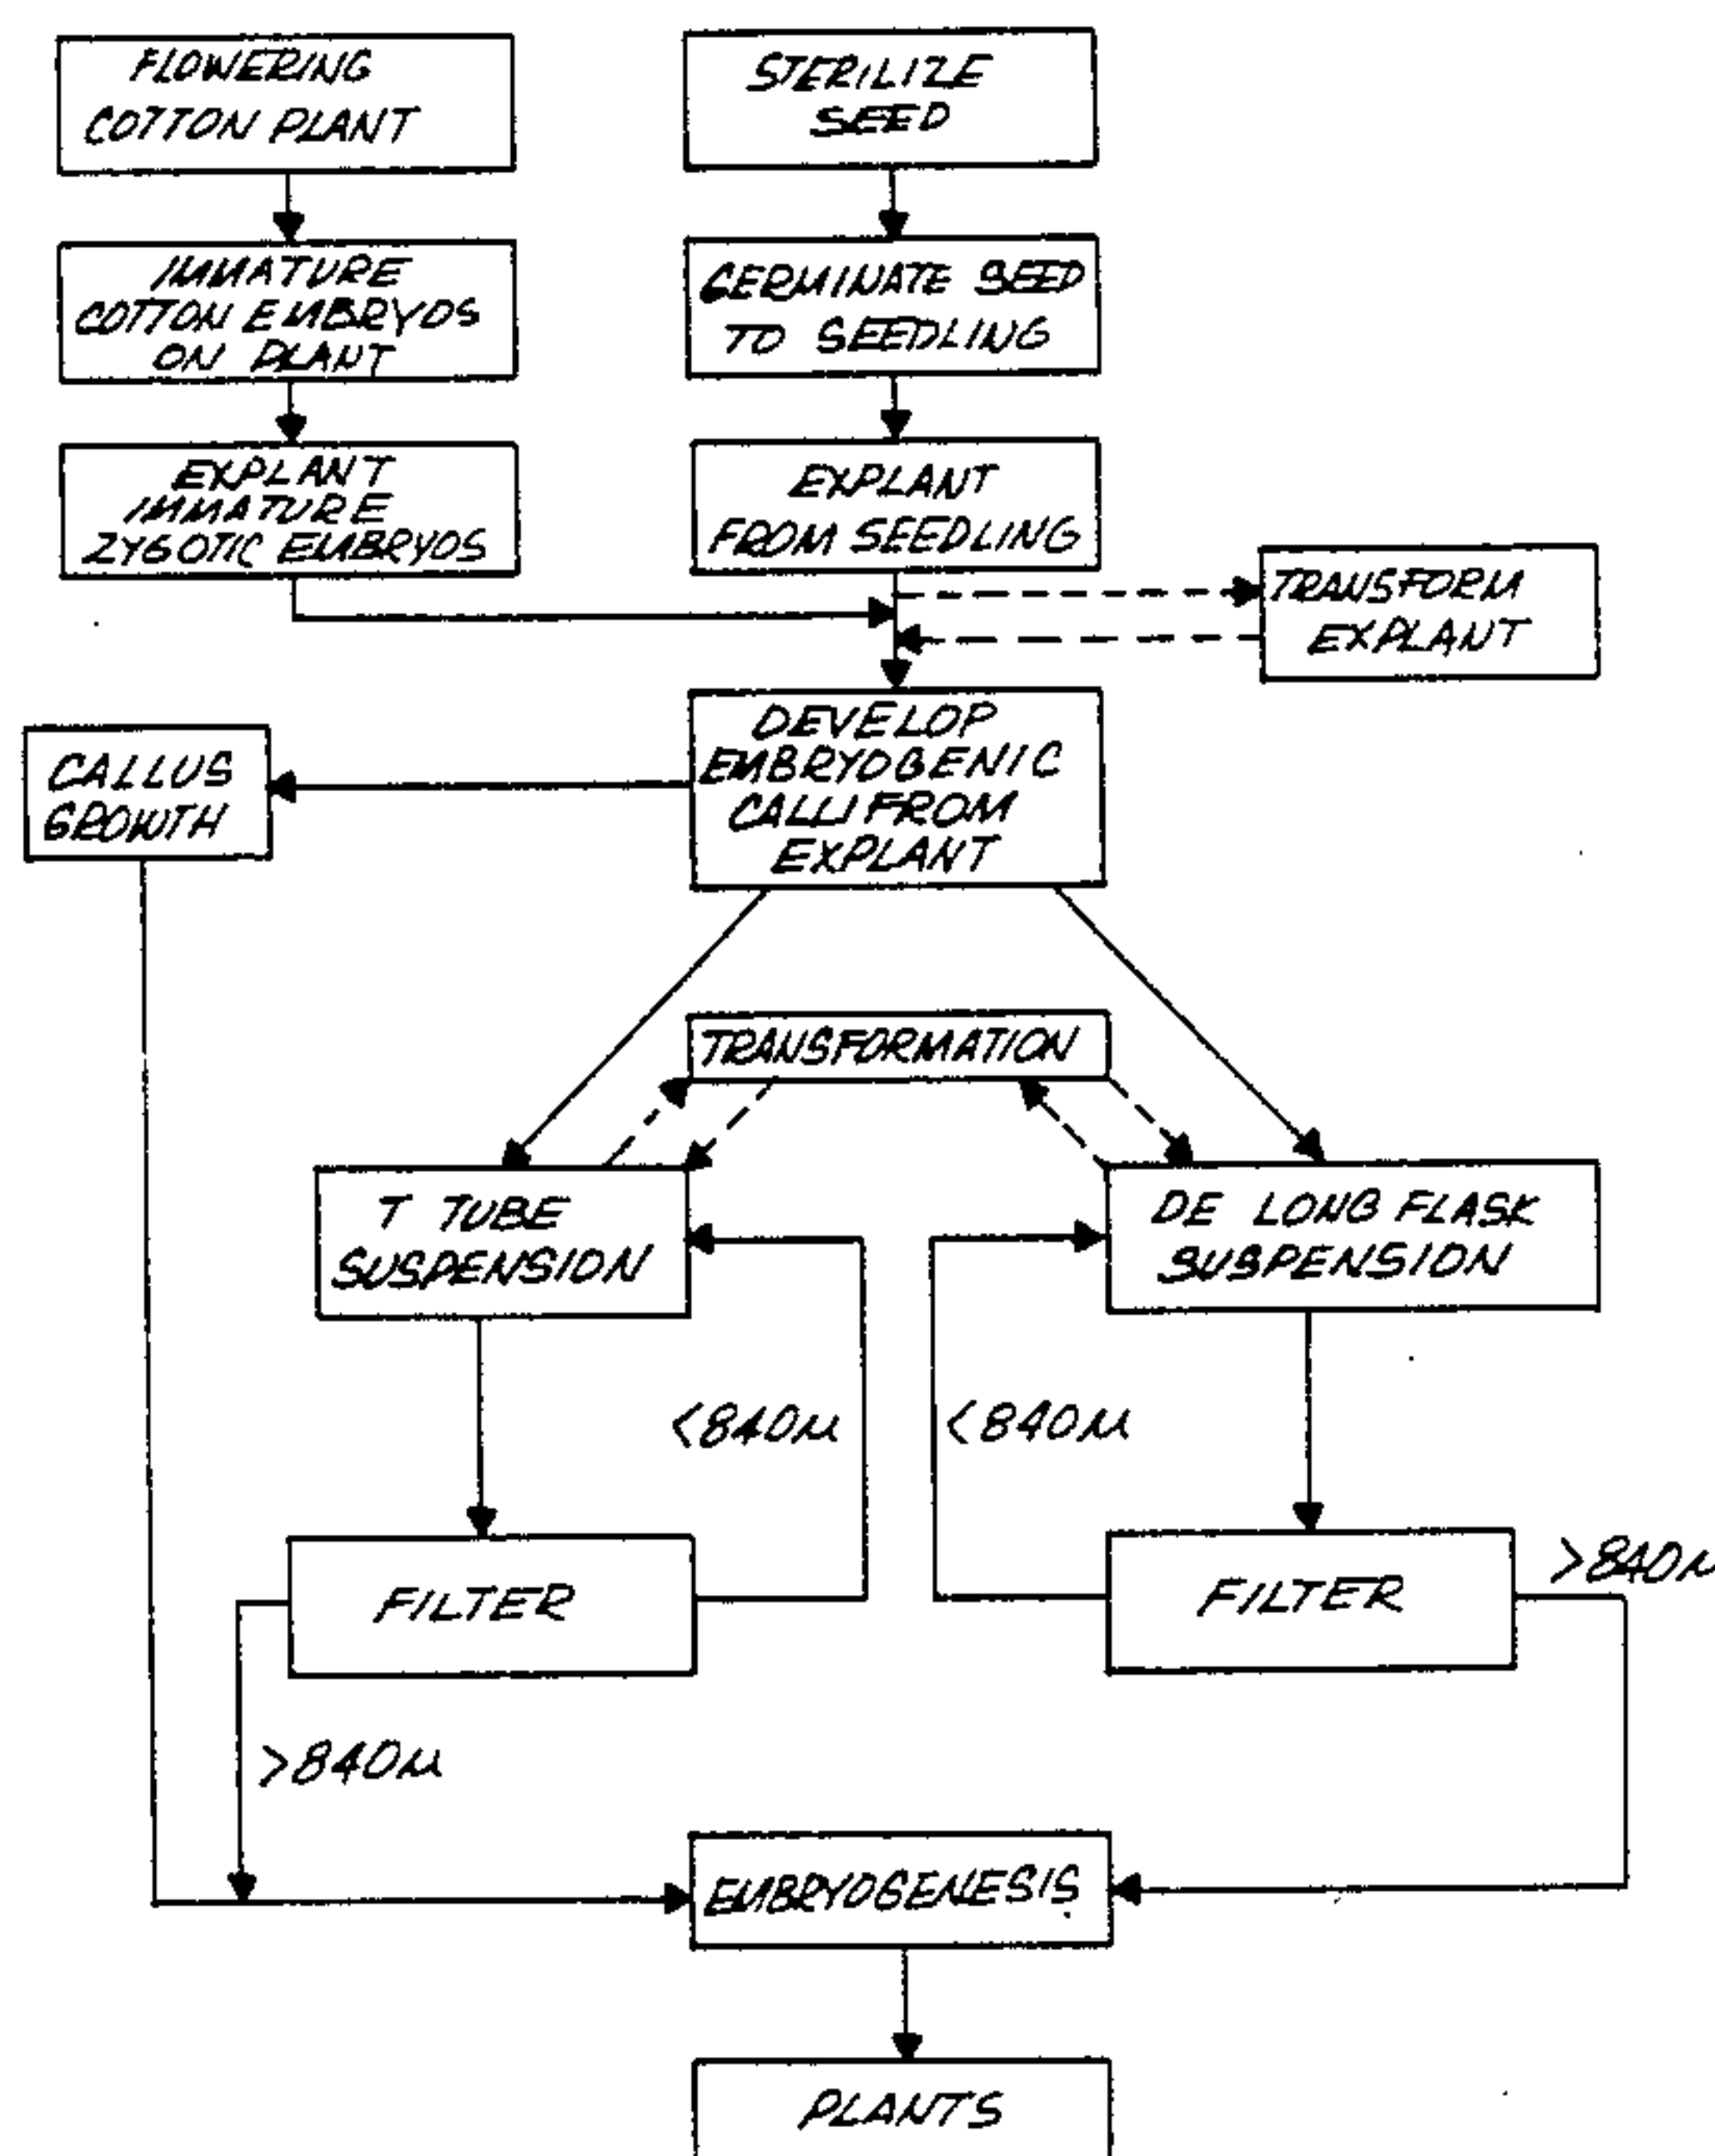 FLOWERING
COTTON PLANT
STERILIZE
SEED
IMMATURE
COTTON EMBRYOS
ON PLANT
GERMINATE SEED
TO SEEDLING
EXPLANT
IMMATURE
ZYGOTIC EMBRYOS
EXPLANT
FROM SEEDLING
TRANSFORM
EXPLANT
CALLUS
GROWTH
DEVELOP
EMBRYOGENIC
CALLI FROM
EXPLANT
TRANSFORMATION
T TUBE
SUSPENSION
DE LONG FLASK
SUSPENSION
<840µ
<840µ
FILTER
FILTER
>840µ
>840µ
EMBRYOGENESIS
PLANTS